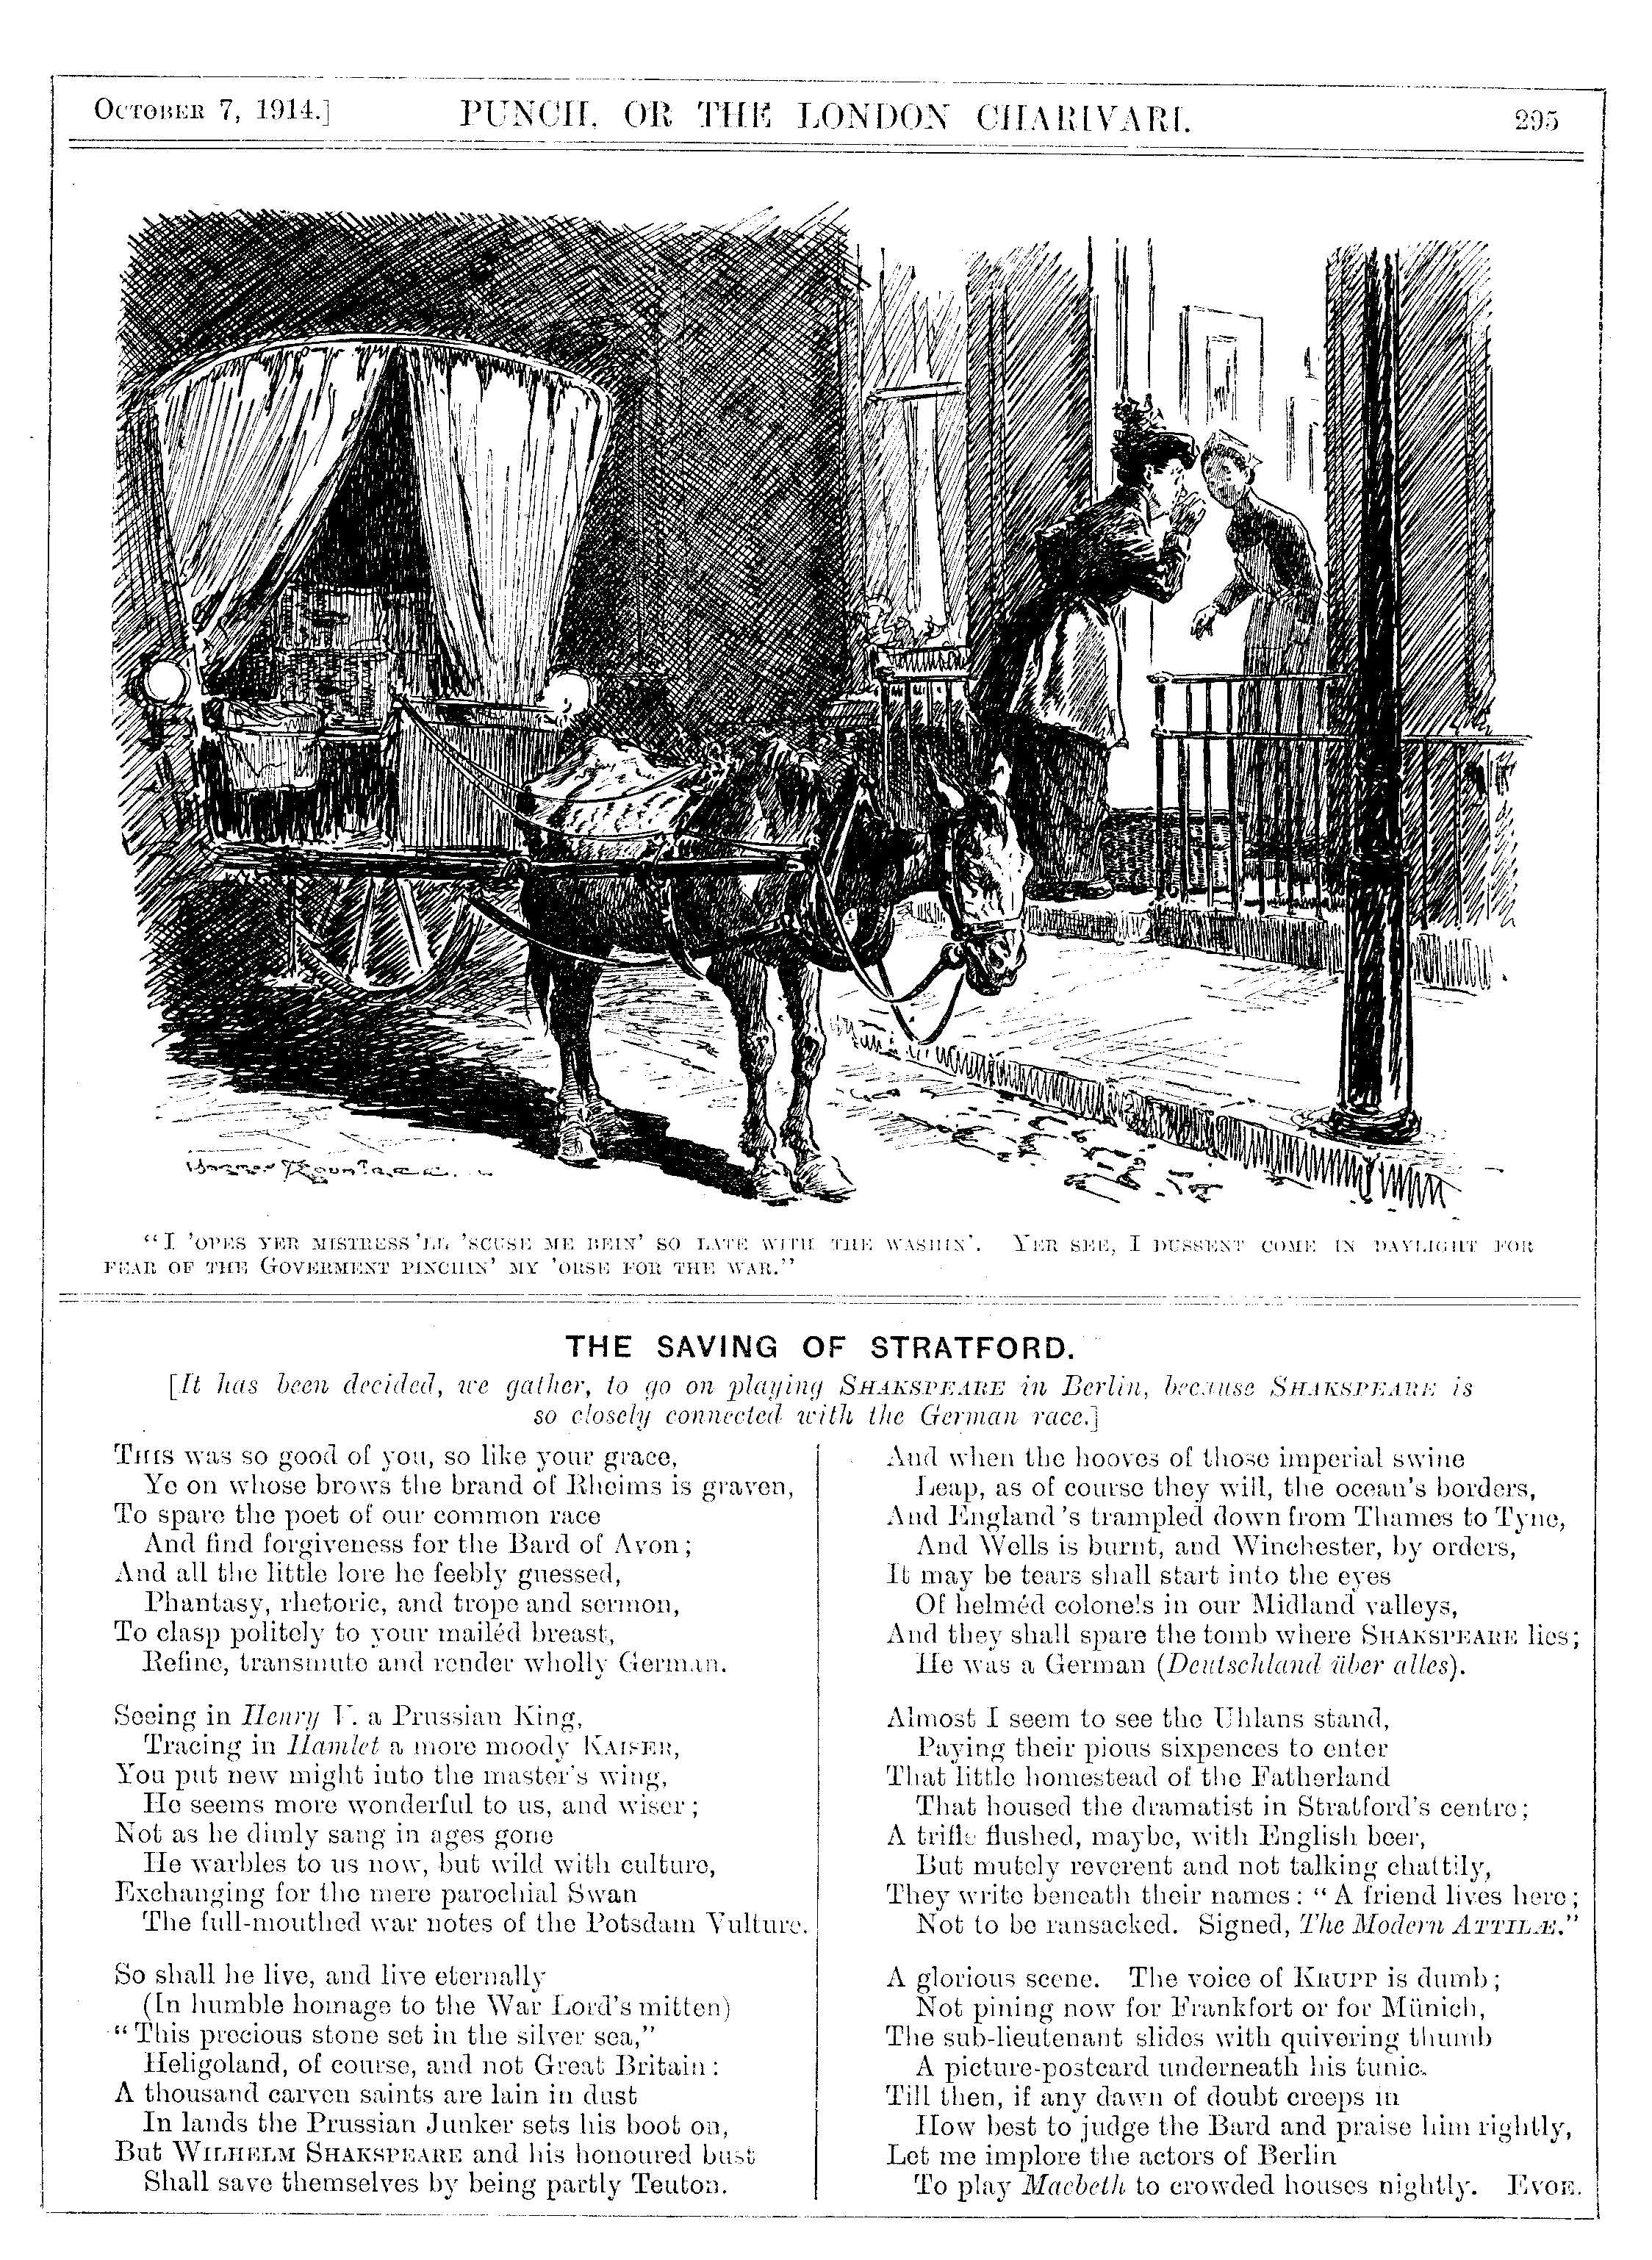 OCTOBER 7, 1914.] PUNCH, OR THE LONDON CHARIVARI. 295
Harry Rountree
"I 'OPES YER MISTRESS'LL 'SCUSE ME BEIN' SO LATE WITH THE WASHIN'. YER SEE, I DUSSENT COME IN DAYLIGHT FOR
FEAR OF THE GOVERMENT PINCHIN' MY 'ORSE FOR THE WAR."
THE SAVING OF STRATFORD.
[It has been decided, we gather, to go on playing SHAKSPEARE in Berlin, because SHAKSPEARE is
so closely connected with the German race.]
THIS was so good of you, so like your grace,
Ye on whose brows the brand of Rheims is graven,
To spare the poet of our common race
And find forgiveness for the Bard of Avon;
And all the little lore he feebly guessed,
Phantasy, rhetoric, and trope and sermon,
To clasp politely to your mailéd breast,
Refine, transmute and render wholly German.
Seeing in Henry V. a Prussian King,
Tracing in Hamlet a more moody KAISER,
You put new might into the master's wing,
He seems more wonderful to us, and wiser;
Not as he dimly sang in ages gone
He warbles to us now, but wild with culture,
Exchanging for the mere parochial Swan
The full-mouthed war notes of the Potsdam Vulture.
So shall he live, and live eternally
(In humble homage to the War Lord's mitten)
"This precious stone set in the silver sea,"
Heligoland, of course, and not Great Britain:
A thousand carven saints are lain in dust
In lands the Prussian Junker sets his boot on,
But WILHELM SHAKSPEARE and his honoured bust
Shall save themselves by being partly Teuton.
And when the hooves of those imperial swine
Leap, as of course they will, the ocean's borders,
And England's trampled down from Thames to Tyne,
And Wells is burnt, and Winchester, by orders,
It may be tears shall start into the eyes
Of helméd colonels in our Midland valleys,
And they shall spare the tomb where SHAKSPEARE lies;
He was a German (Deutschland über alles).
Almost I seem to see the Uhlans stand,
Paying their pious sixpences to enter
That little homestead of the Fatherland
That housed the dramatist in Stratford's centre;
A trifle flushed, maybe, with English beer,
But mutely reverent and not talking chattily,
They write beneath their names: "A friend lives here;
Not to be ransacked. Signed, The Modern ATTILÆ."
A glorious scene. The voice of KRUPP is dumb;
Not pining now for Frankfort or for Münich,
The sub-lieutenant slides with quivering thumb
A picture-postcard underneath his tunic.
Till then, if any dawn of doubt creeps in
How best to judge the Bard and praise him rightly,
Let me implore the actors of Berlin
To play Macbeth to crowded houses nightly. EVOE.